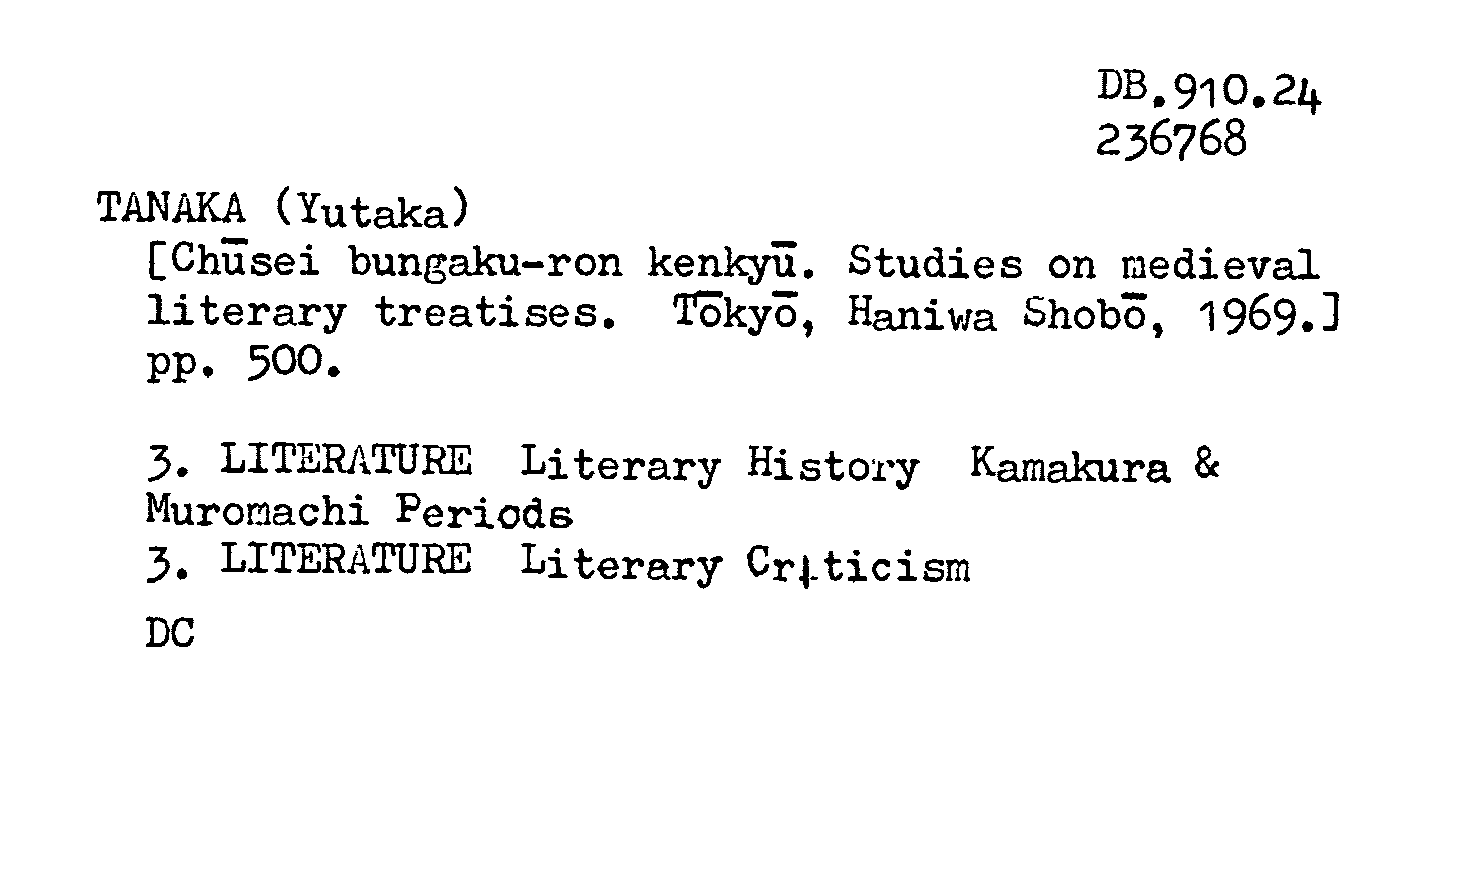 DB.910.24
236768
TANAKA (Yutaka)
[Chūsei bungaku-ron kenkyū. Studies on medieval
literary treatises. Tōkyō, Haniwa Shobō, 1969.]
pp. 500.
3. LITERATURE Literary History Kamakura &
Muromachi Periods
3. LITERATURE Literary Criticism
DC